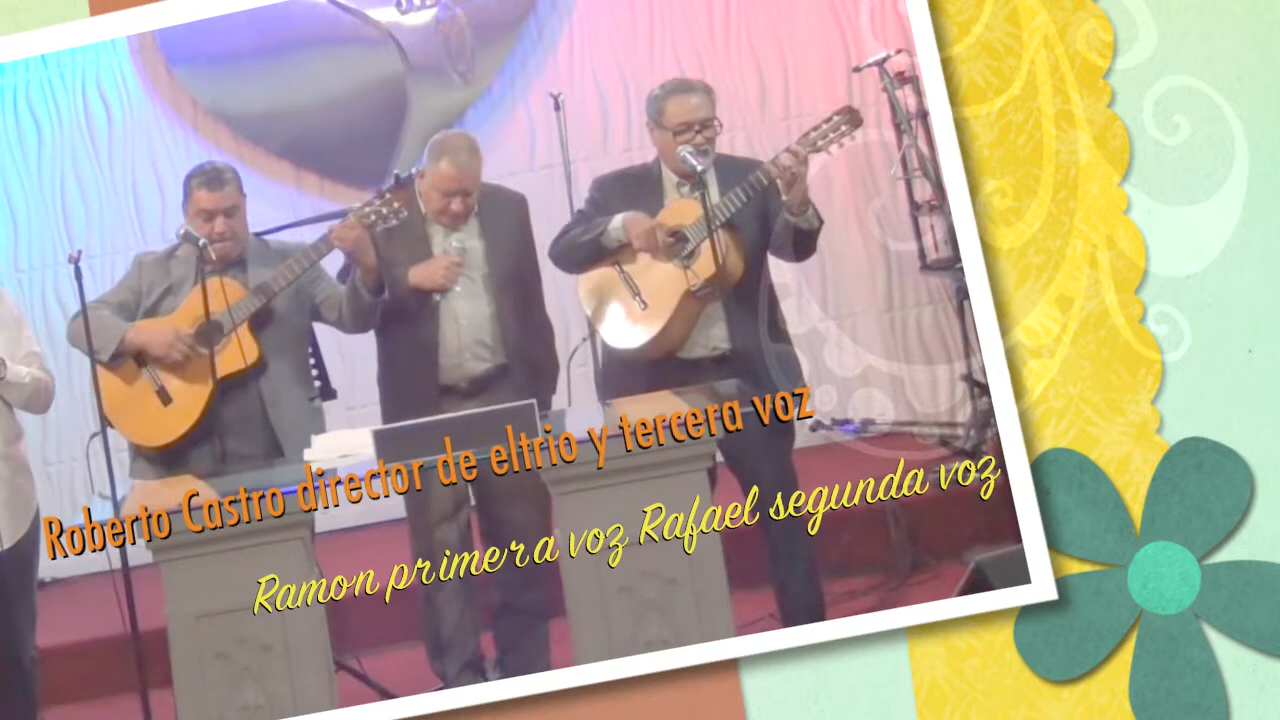 Roberto Castro director de eltrio y tercera voz
Ramon primera voz Rafael segunda voz